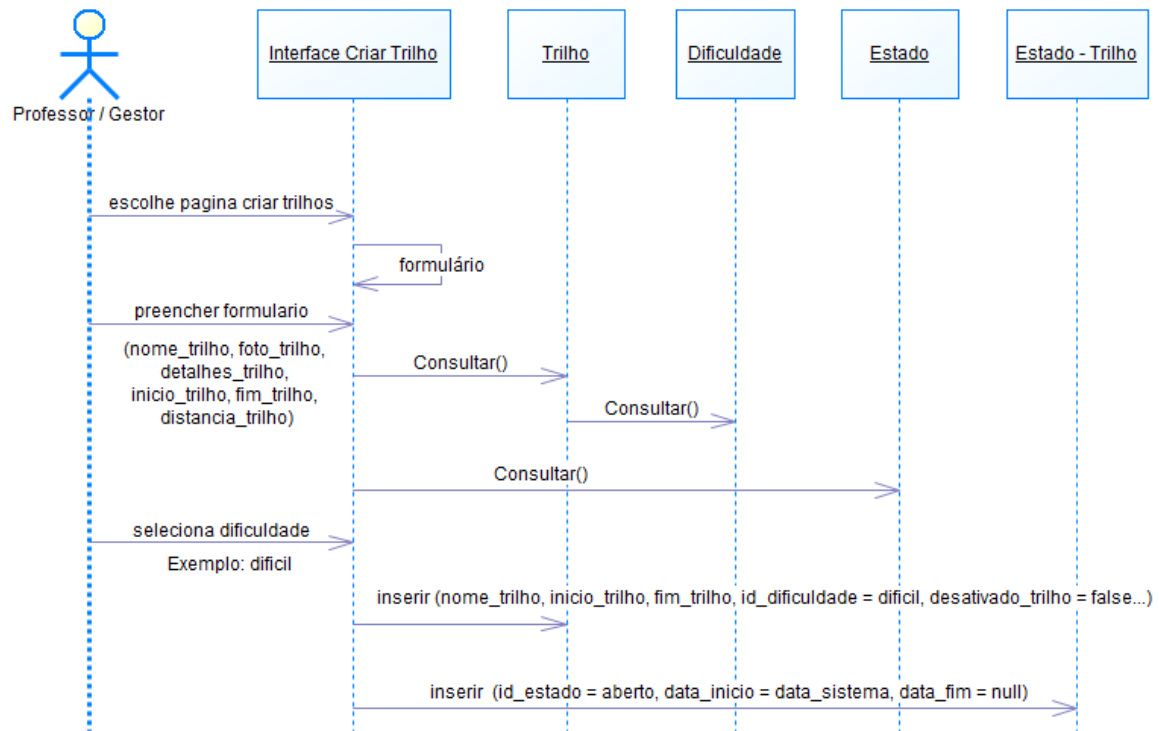 Interface Criar Trilho
Trilho
Dificuldade
Estado
Estado - Trilho
Professor / Gestor
escolhe pagina criar trilhos
formulário
preencher formulario
(nome_trilho, foto_trilho,
detalhes_trilho,
inicio_trilho, fim_trilho,
distancia_trilho)
Consultar()
Consultar()
Consultar()
seleciona dificuldade
Exemplo: dificil
inserir (nome_trilho, inicio_trilho, fim_trilho, id_dificuldade = dificil, desativado_trilho = false...)
inserir (id_estado = aberto, data_inicio = data_sistema, data_fim = null)